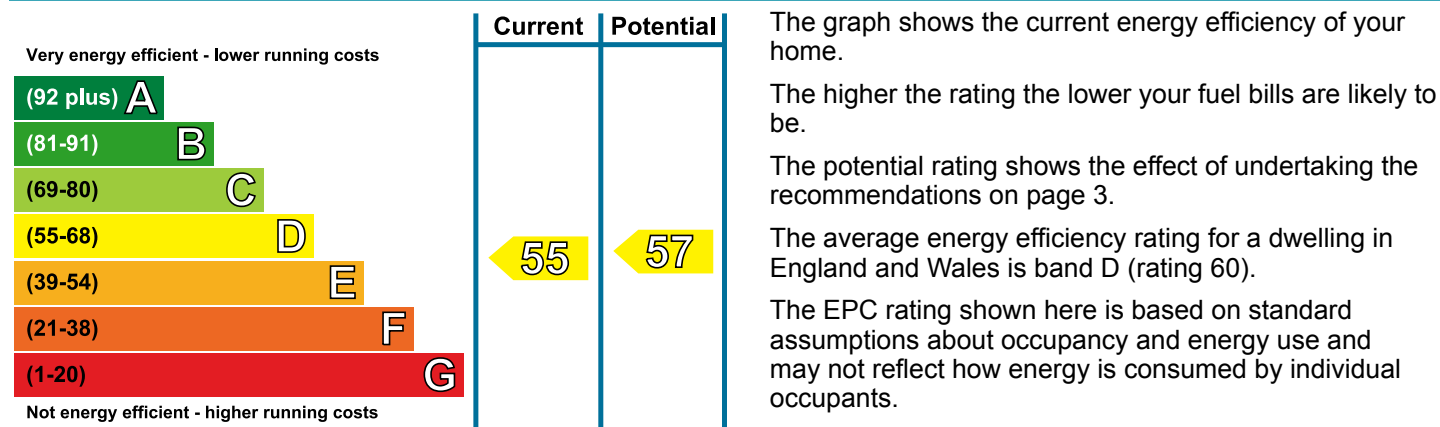 Current Potential
Very energy efficient - lower running costs
(92 plus) A
(81-91) B
(69-80) C
(55-68) D
(39-54) E
(21-38) F
(1-20) G
Not energy efficient - higher running costs
55
57
The graph shows the current energy efficiency of your
home.
The higher the rating the lower your fuel bills are likely to
be.
The potential rating shows the effect of undertaking the
recommendations on page 3.
The average energy efficiency rating for a dwelling in
England and Wales is band D (rating 60).
The EPC rating shown here is based on standard
assumptions about occupancy and energy use and
may not reflect how energy is consumed by individual
occupants.